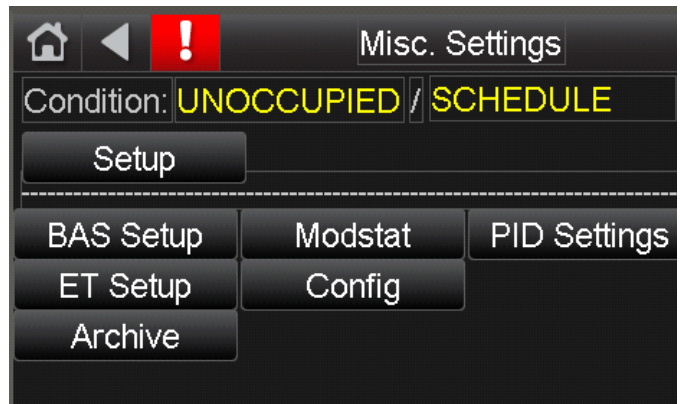 Misc. Settings
Condition: UNOCCUPIED / SCHEDULE
Setup
BAS Setup Modstat PID Settings
ET Setup Config
Archive